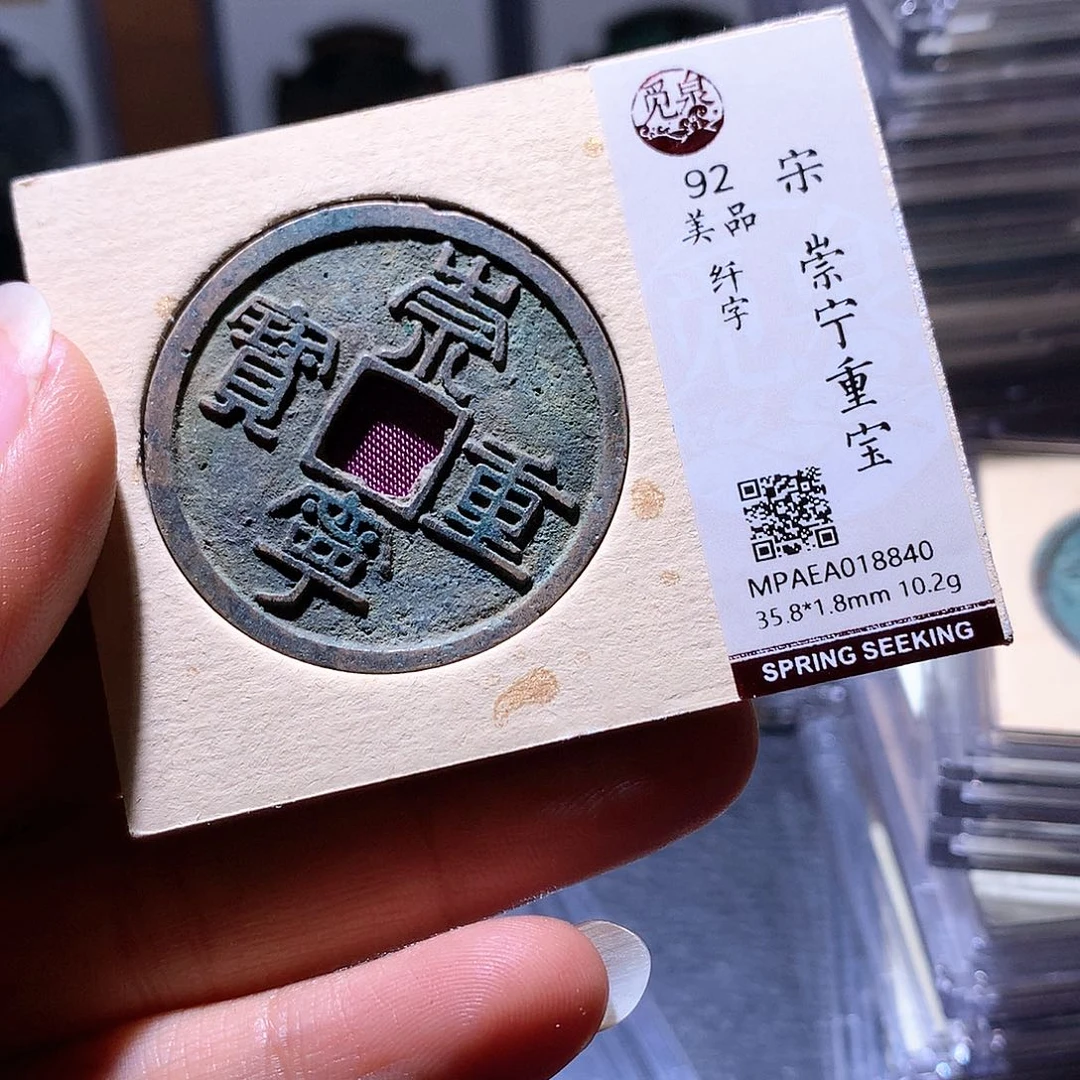 崇
重
寧
寶
觅泉
92
美品
纤字
宋 崇宁重宝
MPAEA018840
35.8*1.8mm 10.2g
SPRING SEEKING